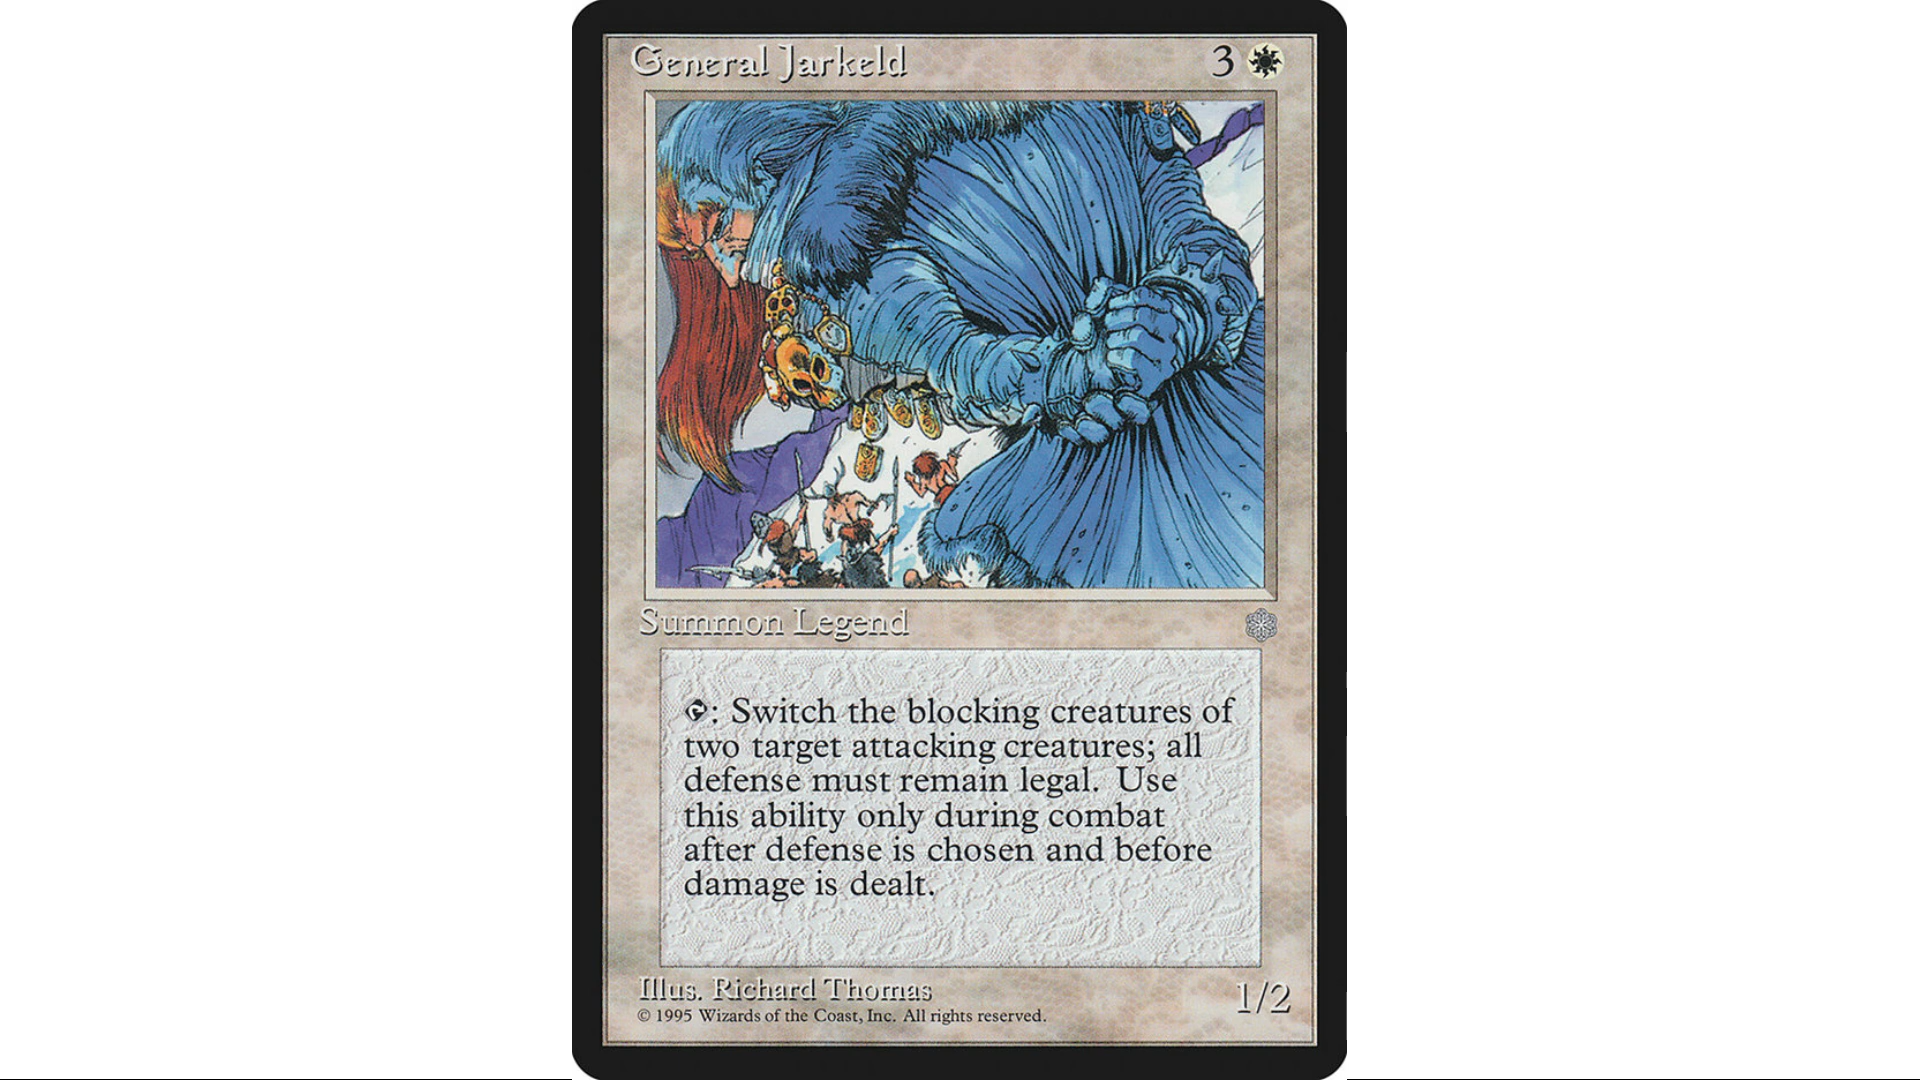 General Jarkeld 3
Summon Legend
: Switch the blocking creatures of
two target attacking creatures; all
defense must remain legal. Use
this ability only during combat
after defense is chosen and before
damage is dealt.
Illus. Richard Thomas
1/2
© 1995 Wizards of the Coast, Inc. All rights reserved.